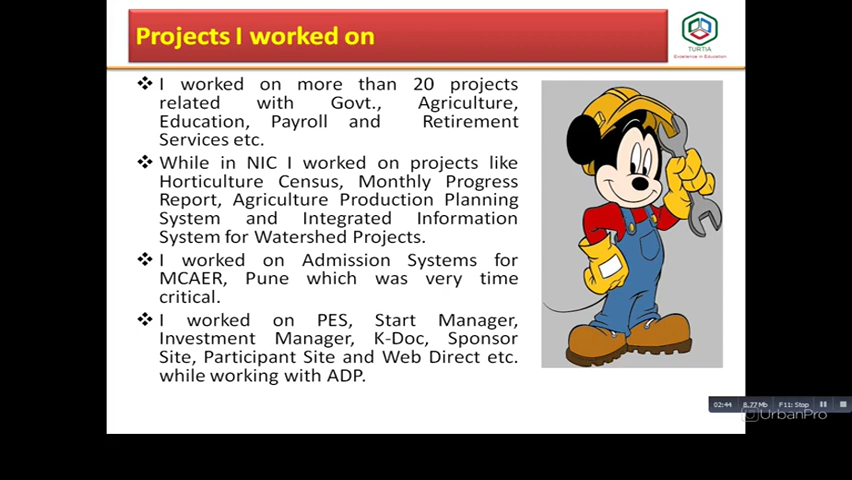 Projects I worked on
TURTIA
Excellence in Education
❖ I worked on more than 20 projects
related with Govt., Agriculture,
Education, Payroll and Retirement
Services etc.
❖ While in NIC I worked on projects like
Horticulture Census, Monthly Progress
Report, Agriculture Production Planning
System and Integrated Information
System for Watershed Projects.
❖ I worked on Admission Systems for
MCAER, Pune which was very time
critical.
❖ I worked on PES, Start Manager,
Investment Manager, K-Doc, Sponsor
Site, Participant Site and Web Direct etc.
while working with ADP.
02:44 8.77 Mb F11: Stop
UrbanPro